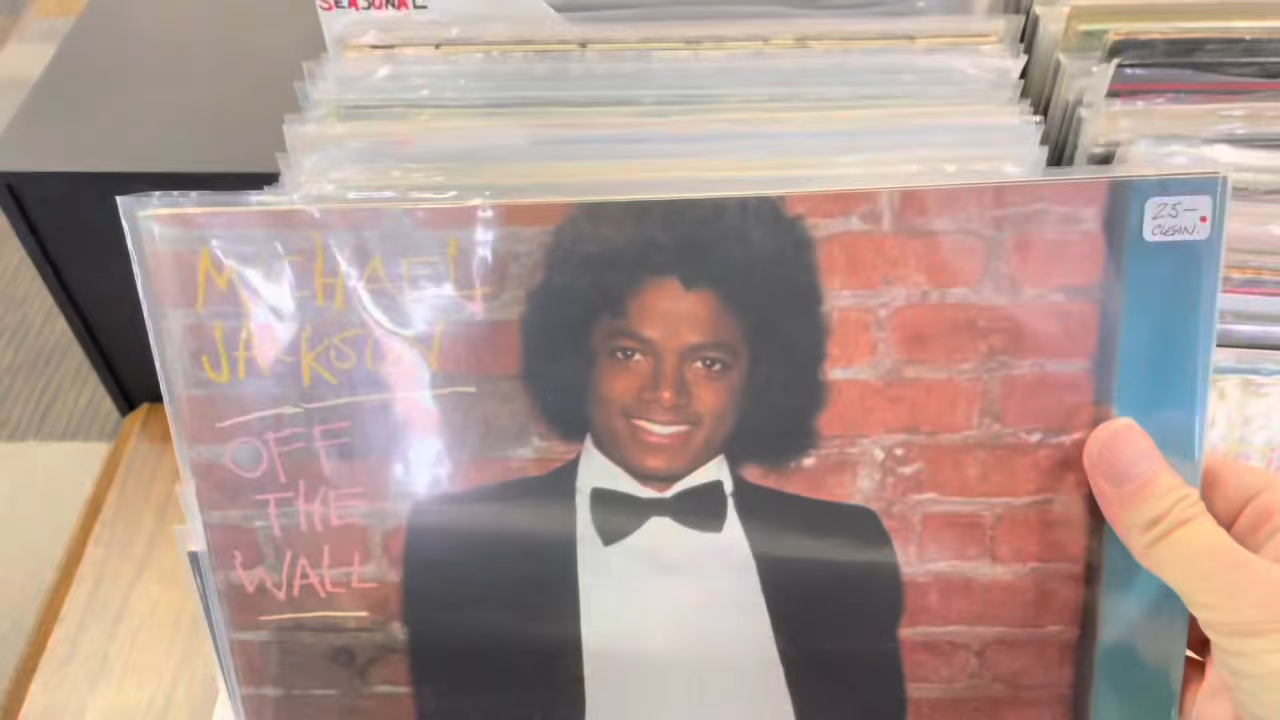 SEASONAL
25-
CLEAN.
MICHAEL
JACKSON
OFF
THE
WALL